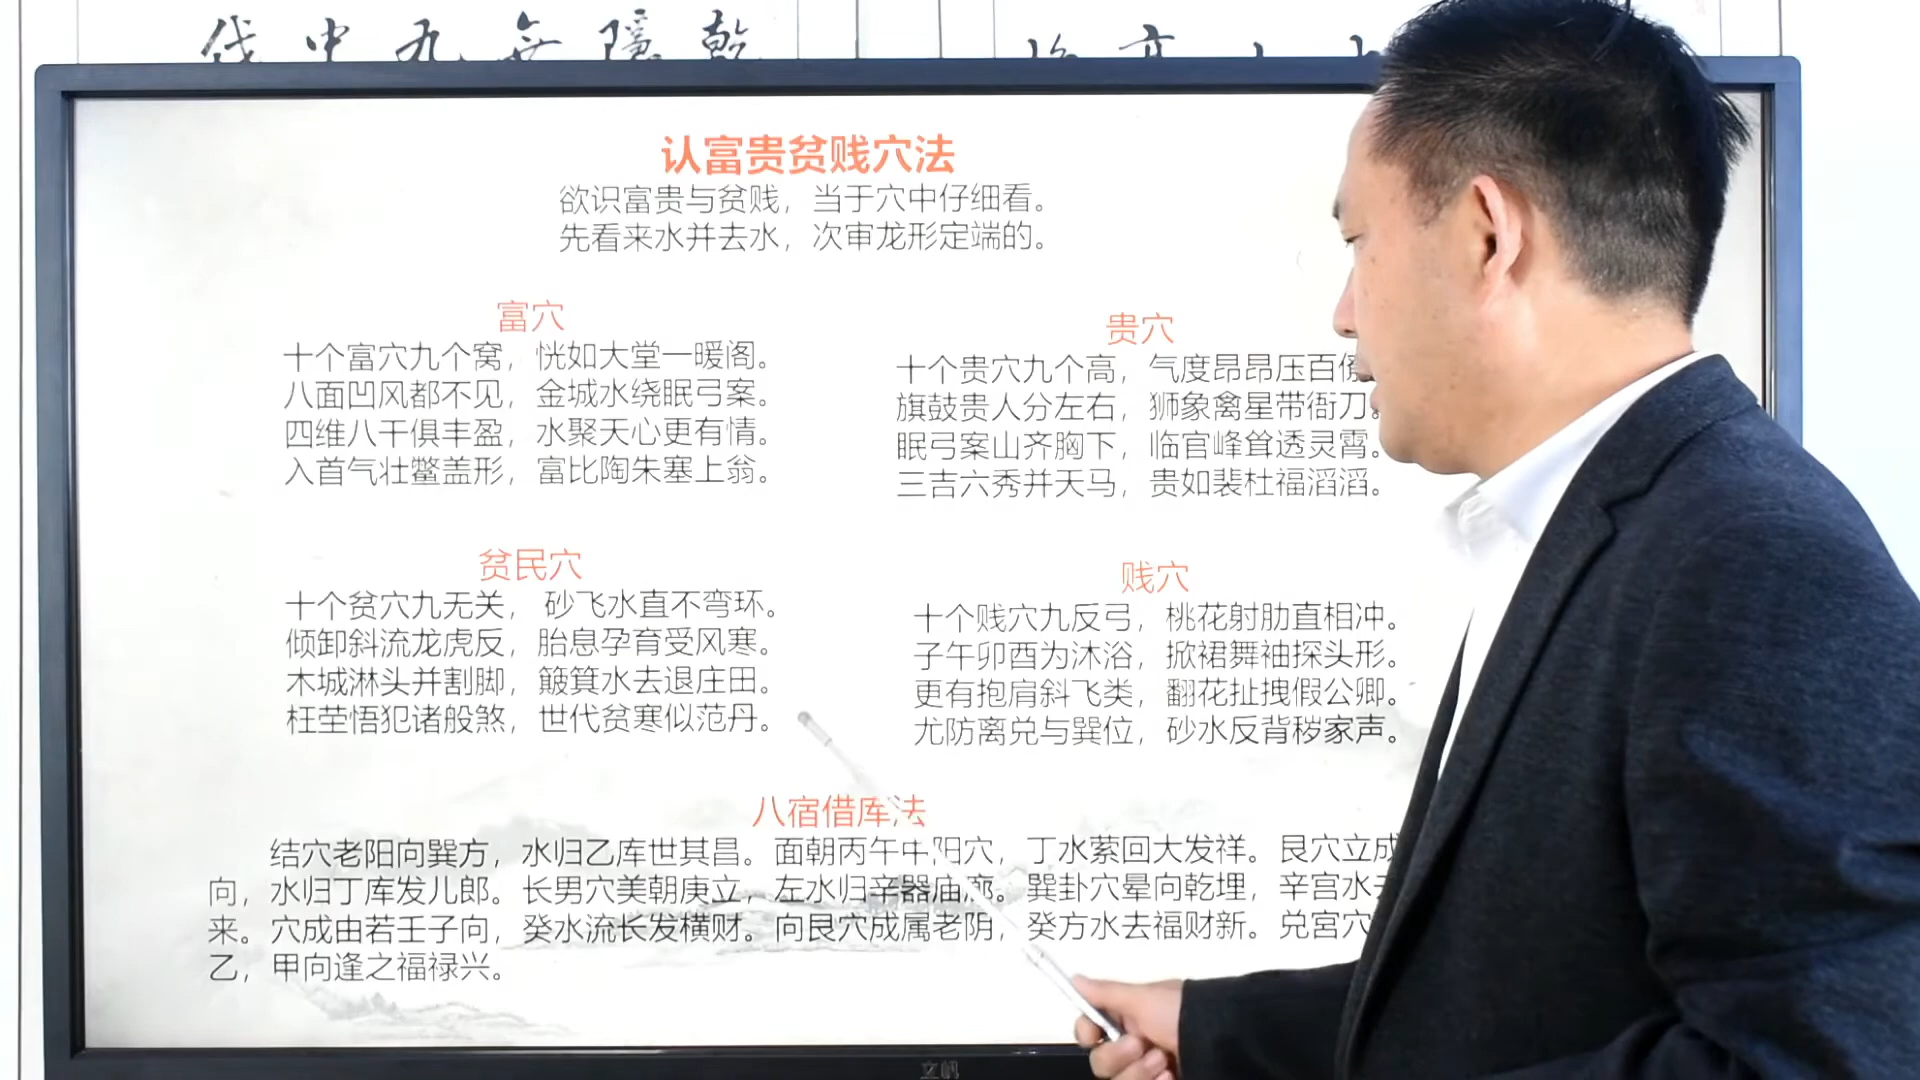 伐中九無隱乾
认富贵贫贱穴法
欲识富贵与贫贱，当于穴中仔细看。
先看来水并去水，次审龙形定端的。
富穴
十个富穴九个窝，恍如大堂一暖阁。
八面凹风都不见，金城水绕眠弓案。
四维八干俱丰盈，水聚天心更有情。
入首气壮鳖盖形，富比陶朱塞上翁。
贵穴
十个贵穴九个高，气度昂昂压百僚
旗鼓贵人分左右，狮象禽星带衙刀。
眠弓案山齐胸下，临官峰耸透灵霄。
三吉六秀并天马，贵如裴杜福滔滔。
贫民穴
十个贫穴九无关，砂飞水直不弯环。
倾卸斜流龙虎反，胎息孕育受风寒。
木城淋头并割脚，簸箕水去退庄田。
枉茔悟犯诸般煞，世代贫寒似范丹。
贱穴
十个贱穴九反弓，桃花射肋直相冲。
子午卯酉为沐浴，掀裙舞袖探头形。
更有抱肩斜飞类，翻花扯拽假公卿。
尤防离兑与巽位，砂水反背秽家声。
八宿借库法
结穴老阳向巽方，水归乙库世其昌。面朝丙午中阳穴，丁水萦回大发祥。艮穴立成
向，水归丁库发儿郎。长男穴美朝庚立，左水归辛器庙廊。巽卦穴晕向乾埋，辛宫水
来。穴成由若壬子向，癸水流长发横财。向艮穴成属老阴，癸方水去福财新。兑宫穴
乙，甲向逢之福禄兴。